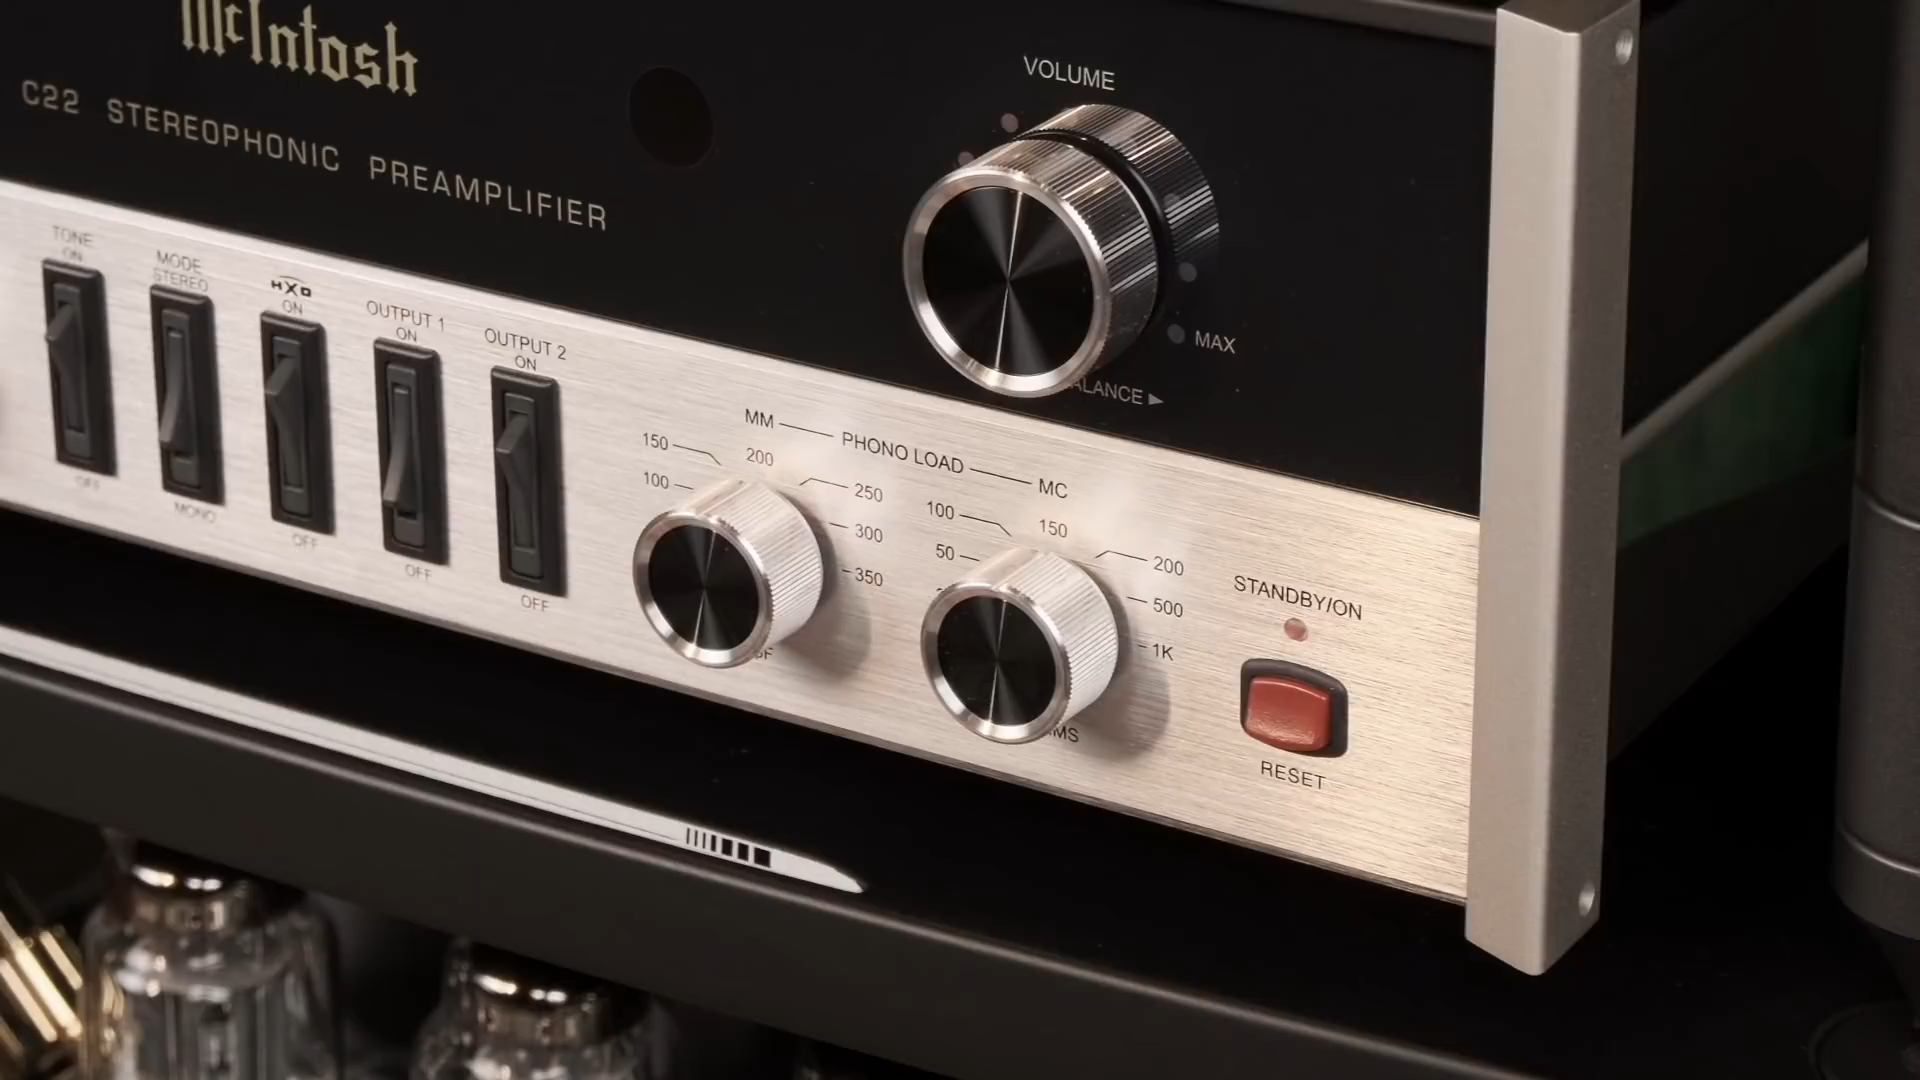 McIntosh
C22 STEREOPHONIC PREAMPLIFIER
VOLUME
MAX
TONE
ON
OFF
MODE
STEREO
MONO
HXD
ON
OFF
OUTPUT 1
ON
OFF
OUTPUT 2
ON
OFF
MM PHONO LOAD MC
100
150
200
250
300
350
50
100
150
200
500
1K
STANDBY/ON
RESET